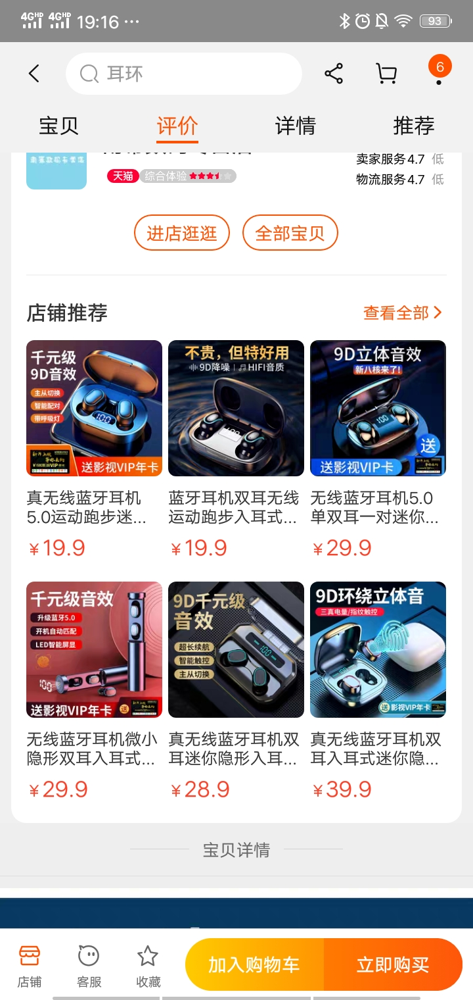 4GHD 4GHD 19:16 ···
93
耳环
6
宝贝
评价
详情
推荐
天猫 综合体验
卖家服务4.7 低
物流服务4.7 低
进店逛逛
全部宝贝
店铺推荐
查看全部
千元级
9D音效
主从切换
智能配对
带呼吸灯
100
送影视VIP年卡
不贵，但特好用
9D降噪 HIFI音质
9D立体音效
新八核来了!
100
送
送影视VIP卡
真无线蓝牙耳机
5.0运动跑步迷...
¥19.9
蓝牙耳机双耳无线
运动跑步入耳式...
¥19.9
无线蓝牙耳机5.0
单双耳一对迷你...
¥29.9
千元级音效
升级蓝牙5.0
开机自动匹配
LED智能屏显
100
送影视VIP年卡
送
9D千元级
音效
超长续航
智能触控
主从切换
100
9D环绕立体音
三真电量/指纹触控
送影视VIP年卡
无线蓝牙耳机微小
隐形双耳入耳式...
¥29.9
真无线蓝牙耳机双
耳迷你隐形入耳...
¥28.9
真无线蓝牙耳机双
耳入耳式迷你隐...
¥39.9
宝贝详情
店铺
客服
收藏
加入购物车
立即购买